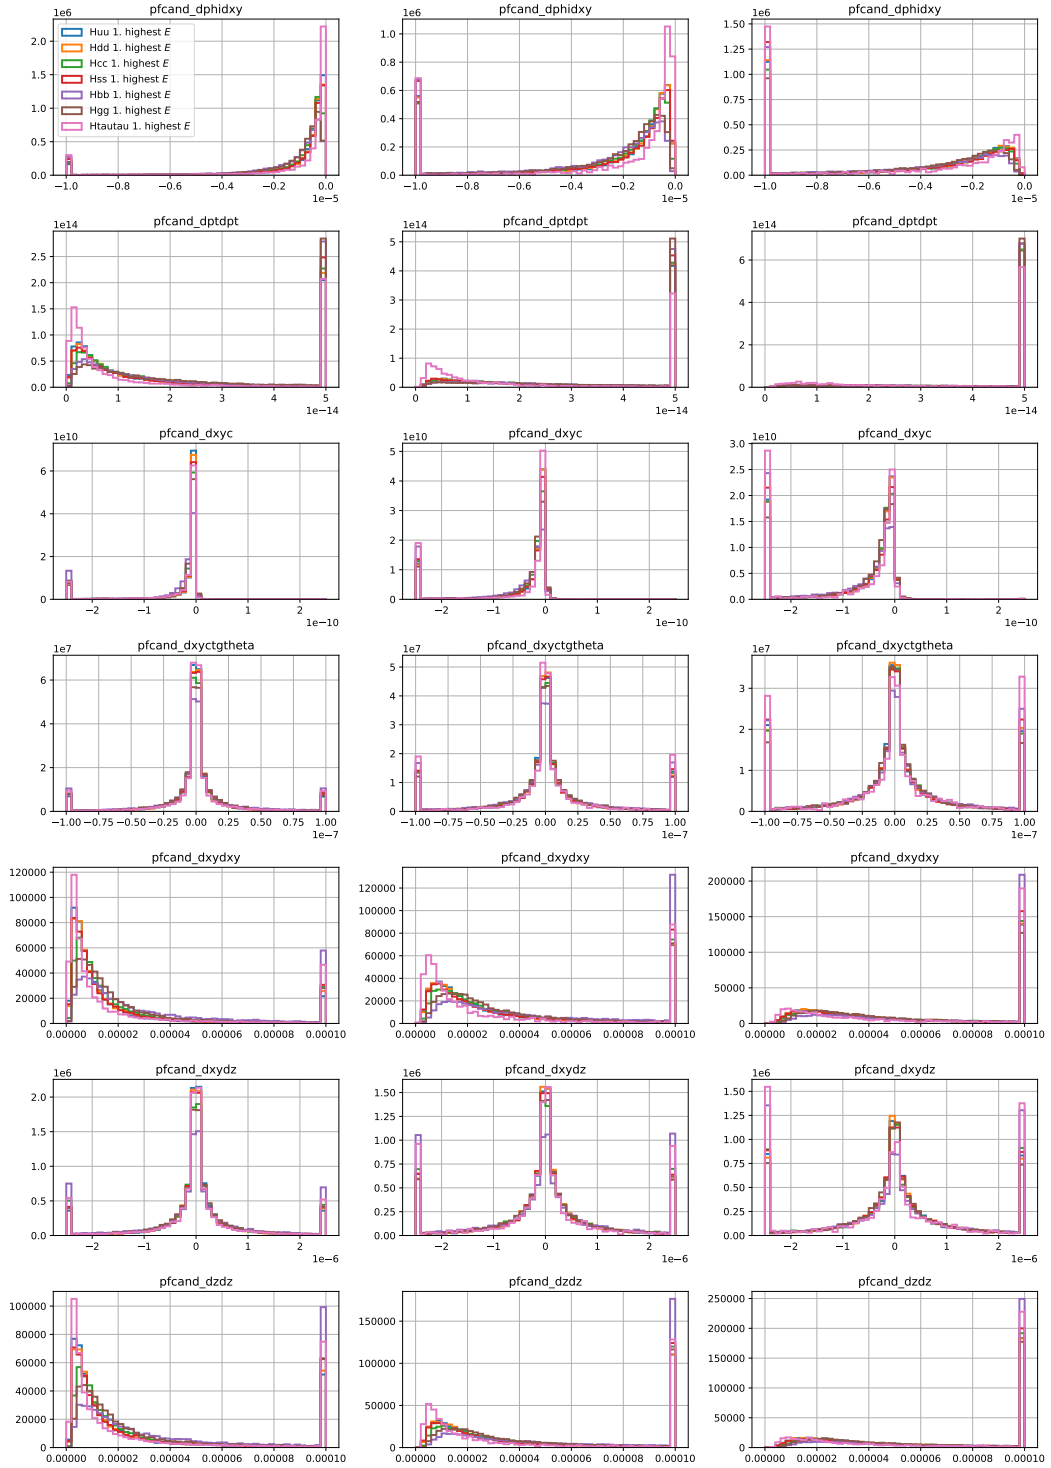 pfcand_dphidxy
pfcand_dphidxy
pfcand_dphidxy
1e6
1e6
1e6
2.0
1.5
1.0
0.5
0.0
Huu 1. highest E
Hdd 1. highest E
Hcc 1. highest E
Hss 1. highest E
Hbb 1. highest E
Hgg 1. highest E
Htautau 1. highest E
1.0
0.8
0.6
0.4
0.2
0.0
1.50
1.25
1.00
0.75
0.50
0.25
0.00
−1.0 −0.8 −0.6 −0.4 −0.2 0.0
−1.0 −0.8 −0.6 −0.4 −0.2 0.0
−1.0 −0.8 −0.6 −0.4 −0.2 0.0
1e−5
1e−5
1e−5
pfcand_dptdpt
pfcand_dptdpt
pfcand_dptdpt
1e14
1e14
1e14
2.5
2.0
1.5
1.0
0.5
0.0
5
4
3
2
1
0
6
4
2
0
0 1 2 3 4 5
0 1 2 3 4 5
0 1 2 3 4 5
1e−14
1e−14
1e−14
pfcand_dxyc
pfcand_dxyc
pfcand_dxyc
1e10
1e10
1e10
6
4
2
0
5
4
3
2
1
0
3.0
2.5
2.0
1.5
1.0
0.5
0.0
−2 −1 0 1 2
−2 −1 0 1 2
−2 −1 0 1 2
1e−10
1e−10
1e−10
pfcand_dxyctgtheta
pfcand_dxyctgtheta
pfcand_dxyctgtheta
1e7
1e7
1e7
6
4
2
0
5
4
3
2
1
0
3
2
1
0
−1.00 −0.75 −0.50 −0.25 0.00 0.25 0.50 0.75 1.00
−1.00 −0.75 −0.50 −0.25 0.00 0.25 0.50 0.75 1.00
−1.00 −0.75 −0.50 −0.25 0.00 0.25 0.50 0.75 1.00
1e−7
1e−7
1e−7
pfcand_dxydxy
pfcand_dxydxy
pfcand_dxydxy
120000
100000
80000
60000
40000
20000
0
120000
100000
80000
60000
40000
20000
0
200000
150000
100000
50000
0
0.00000 0.00002 0.00004 0.00006 0.00008 0.00010
0.00000 0.00002 0.00004 0.00006 0.00008 0.00010
0.00000 0.00002 0.00004 0.00006 0.00008 0.00010
pfcand_dxydz
pfcand_dxydz
pfcand_dxydz
1e6
1e6
1e6
2.0
1.5
1.0
0.5
0.0
1.50
1.25
1.00
0.75
0.50
0.25
0.00
1.50
1.25
1.00
0.75
0.50
0.25
0.00
−2 −1 0 1 2
−2 −1 0 1 2
−2 −1 0 1 2
1e−6
1e−6
1e−6
pfcand_dzdz
pfcand_dzdz
pfcand_dzdz
100000
80000
60000
40000
20000
0
150000
100000
50000
0
250000
200000
150000
100000
50000
0
0.00000 0.00002 0.00004 0.00006 0.00008 0.00010
0.00000 0.00002 0.00004 0.00006 0.00008 0.00010
0.00000 0.00002 0.00004 0.00006 0.00008 0.00010